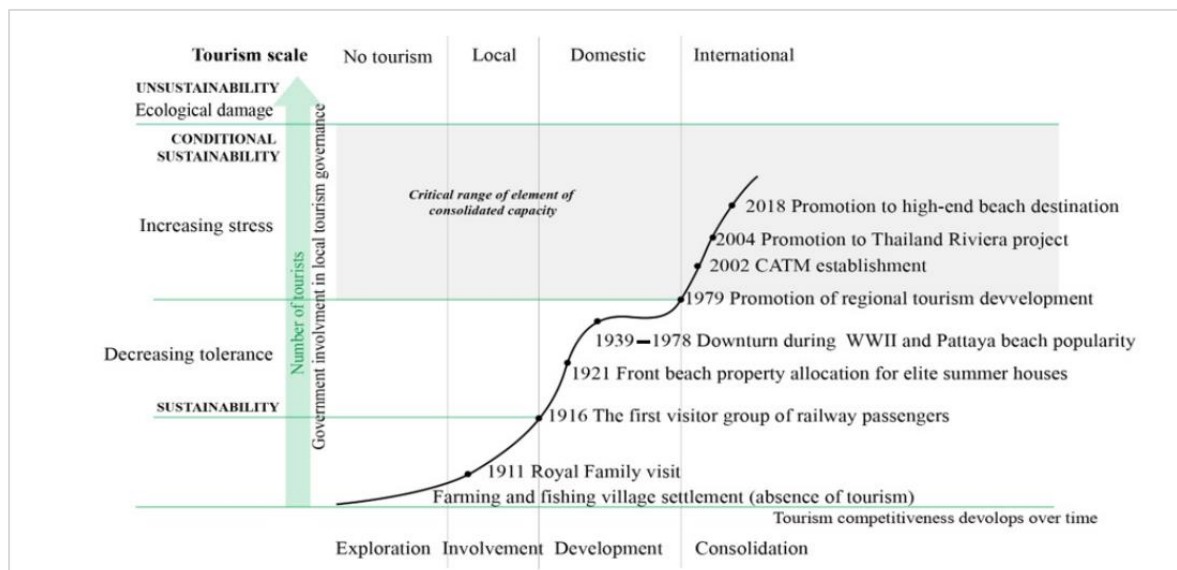 Tourism scale
No tourism
Local
Domestic
International
UNSUSTAINABILITY
Ecological damage
CONDITIONAL
SUSTAINABILITY
Increasing stress
Decreasing tolerance
SUSTAINABILITY
Number of tourists
Government involvment in local tourism governance
Critical range of element of
consolidated capacity
2018 Promotion to high-end beach destination
2004 Promotion to Thailand Riviera project
2002 CATM establishment
1979 Promotion of regional tourism devvelopment
1939–1978 Downturn during WWII and Pattaya beach popularity
1921 Front beach property allocation for elite summer houses
1916 The first visitor group of railway passengers
1911 Royal Family visit
Farming and fishing village settlement (absence of tourism)
Tourism competitiveness devolops over time
Exploration
Involvement
Development
Consolidation